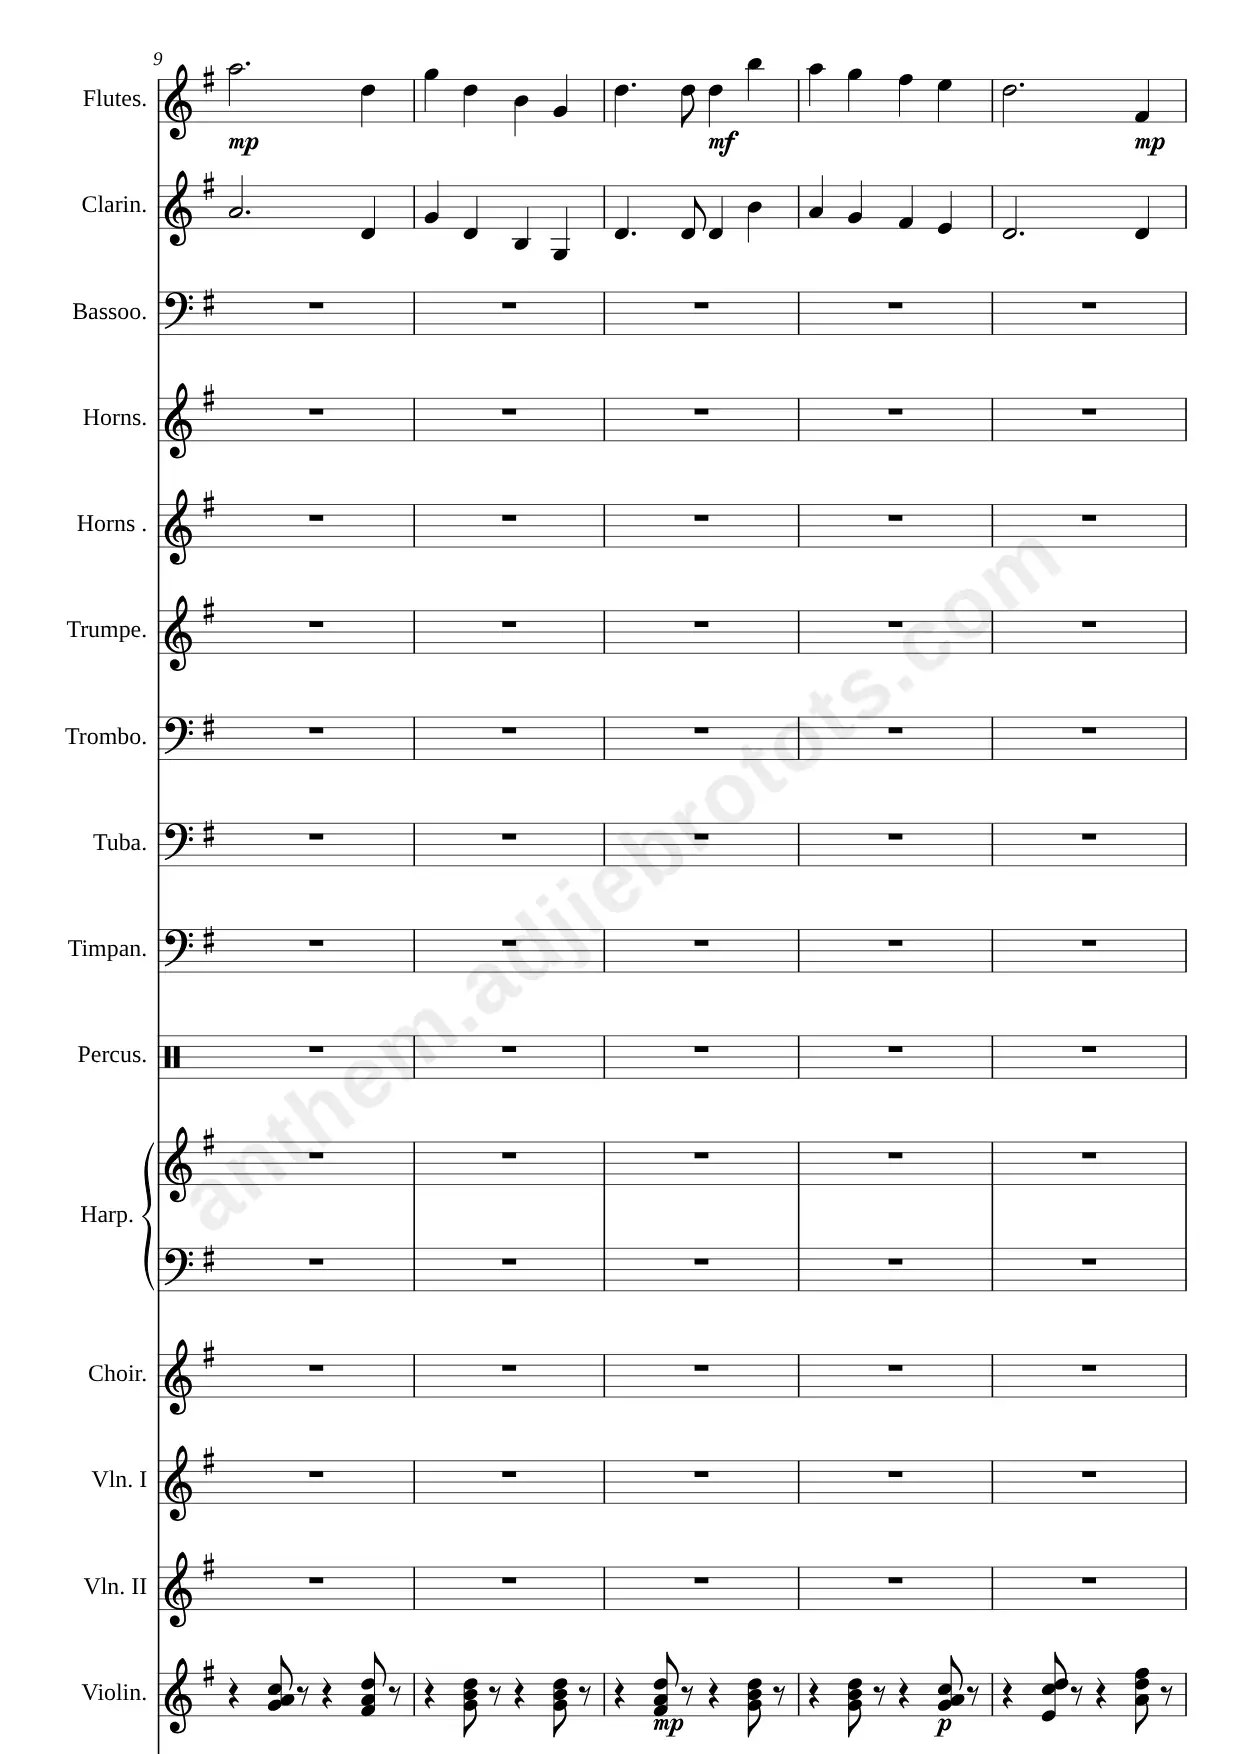 9
Flutes.
mp
mf
mp
Clarin.
Bassoo.
Horns.
Horns .
Trumpe.
Trombo.
Tuba.
Timpan.
Percus.
Harp.
Choir.
Vln. I
Vln. II
Violin.
mp
p
anthem.adjiebrotots.com